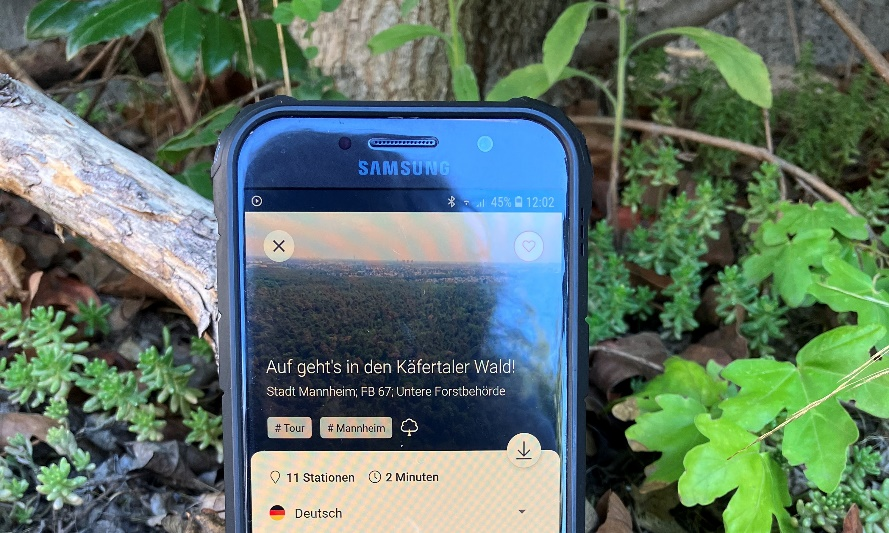 SAMSUNG
45% 12:02
Auf geht's in den Käfertaler Wald!
Stadt Mannheim; FB 67; Untere Forstbehörde
# Tour # Mannheim
11 Stationen 2 Minuten
Deutsch